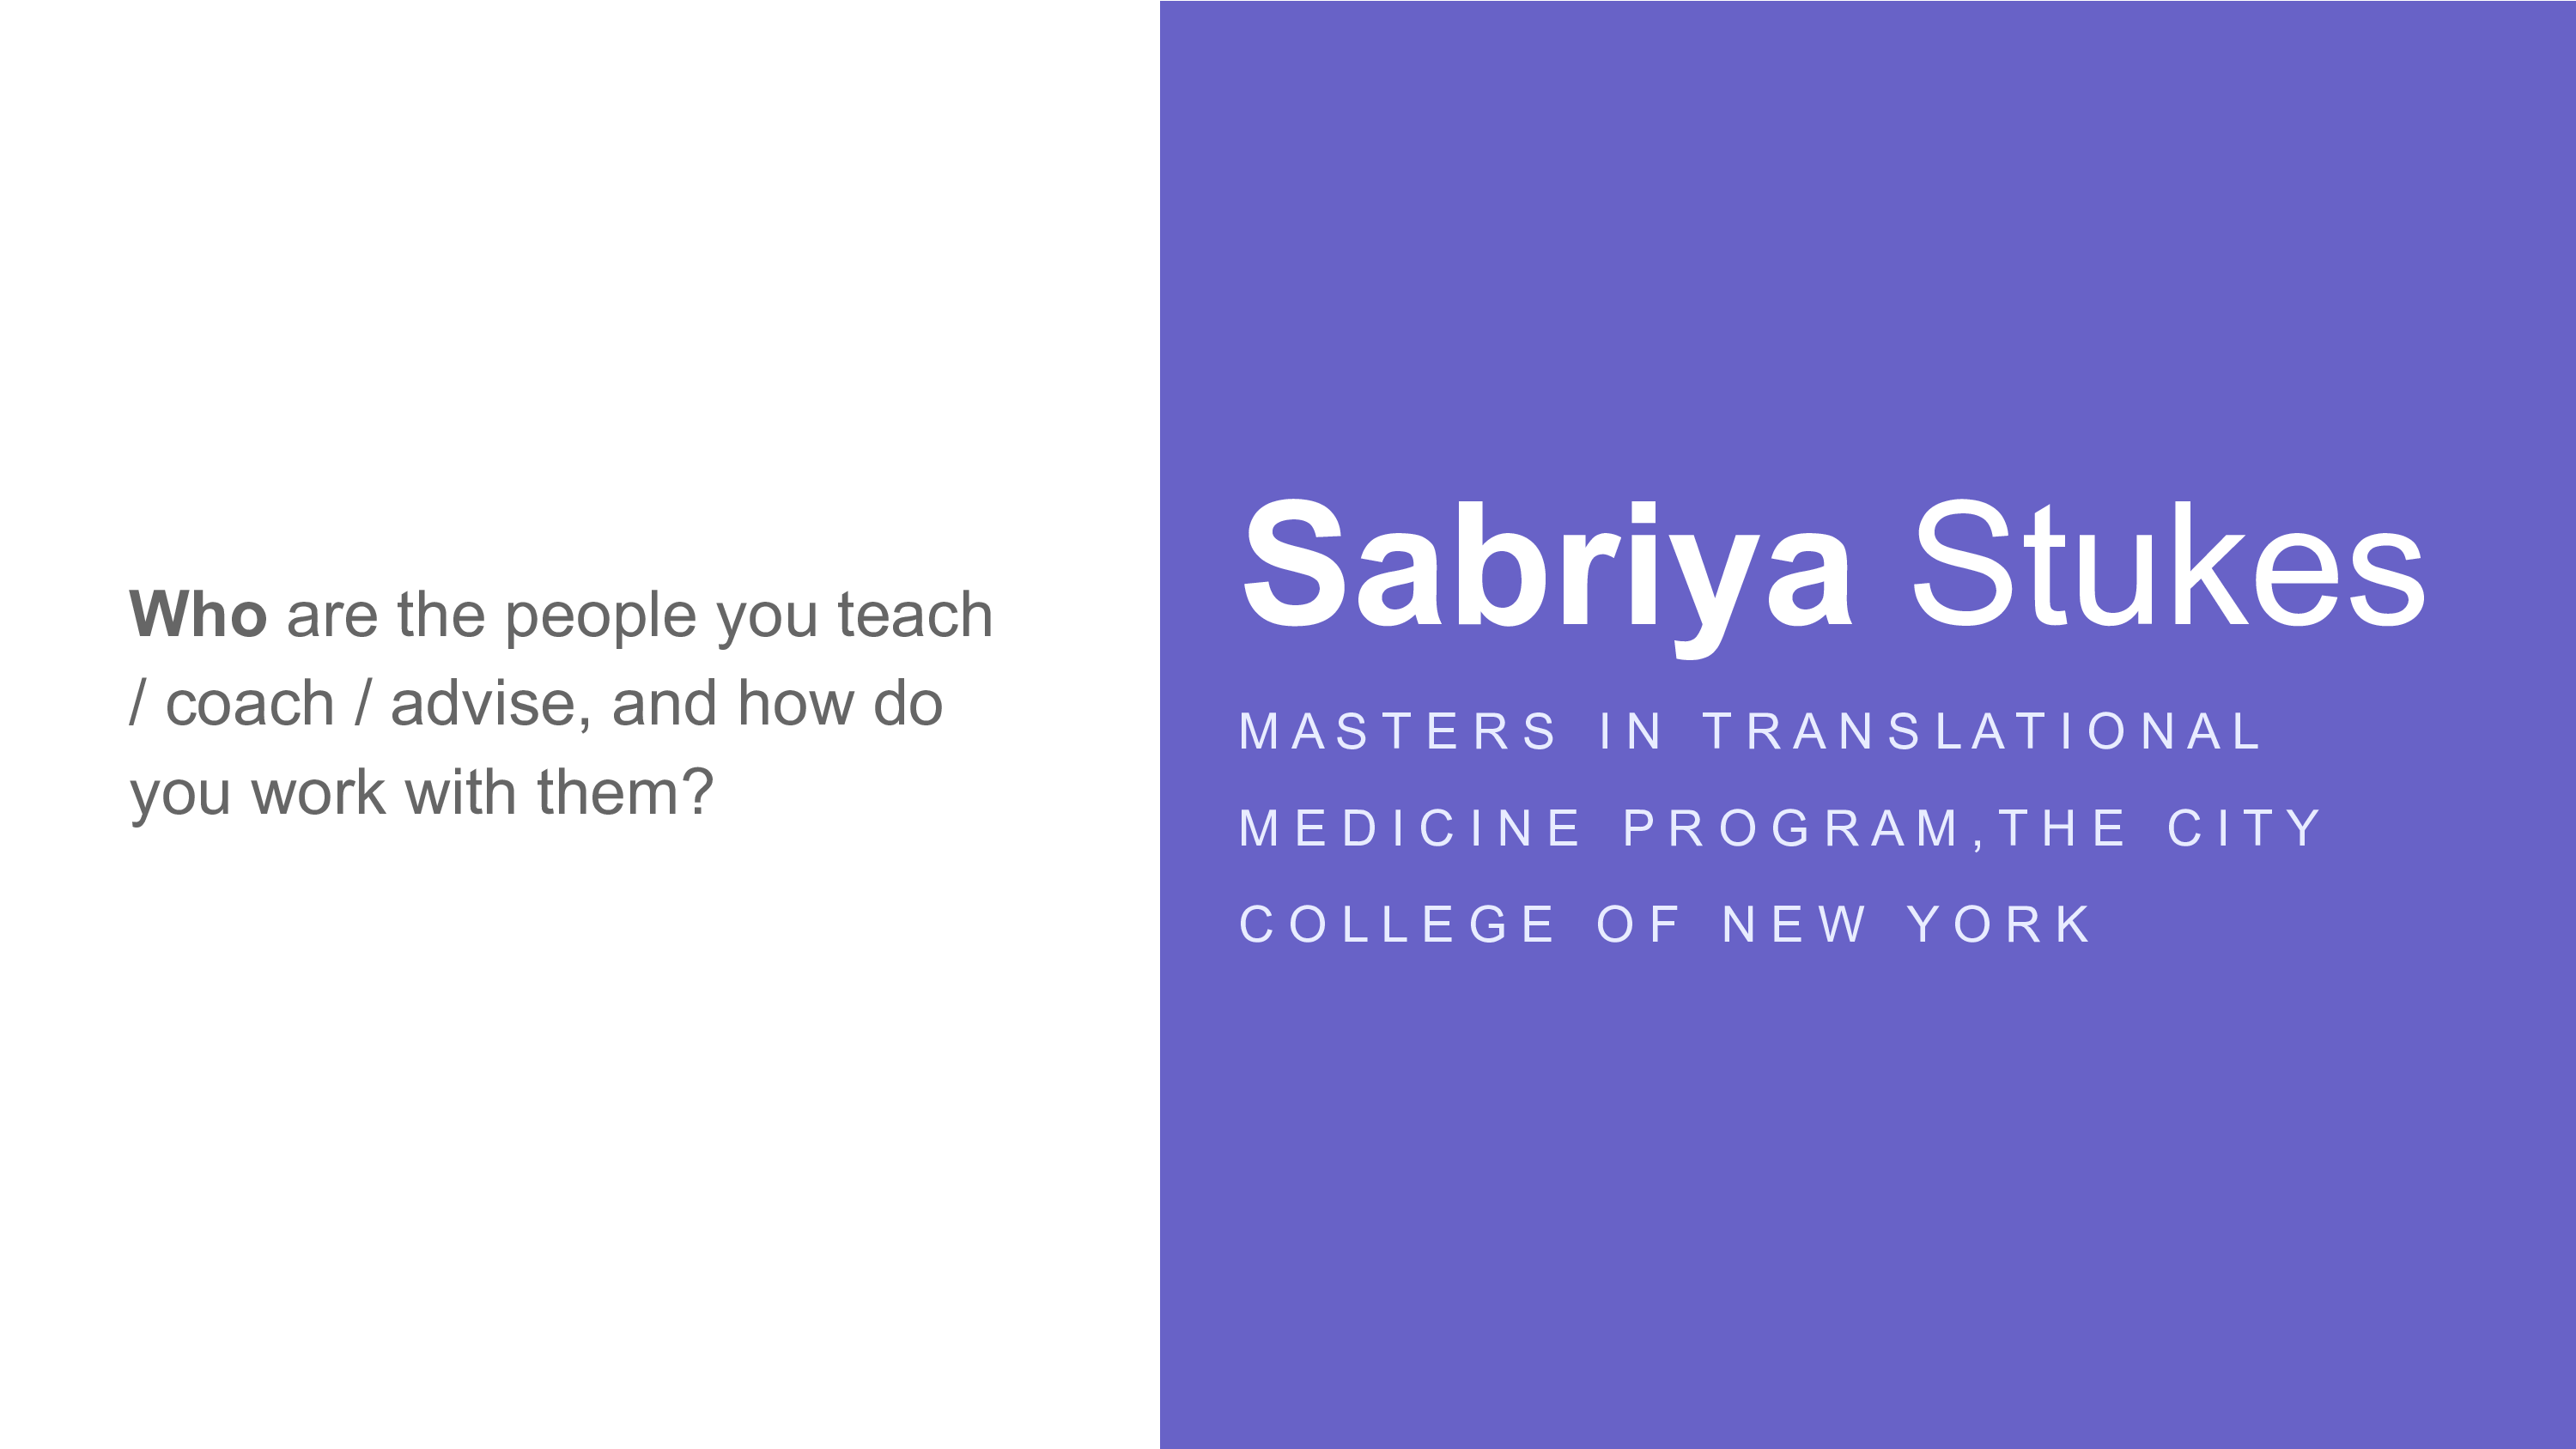 Who are the people you teach
/ coach / advise, and how do
you work with them?
Sabriya Stukes
MASTERS IN TRANSLATIONAL
MEDICINE PROGRAM,THE CITY
COLLEGE OF NEW YORK